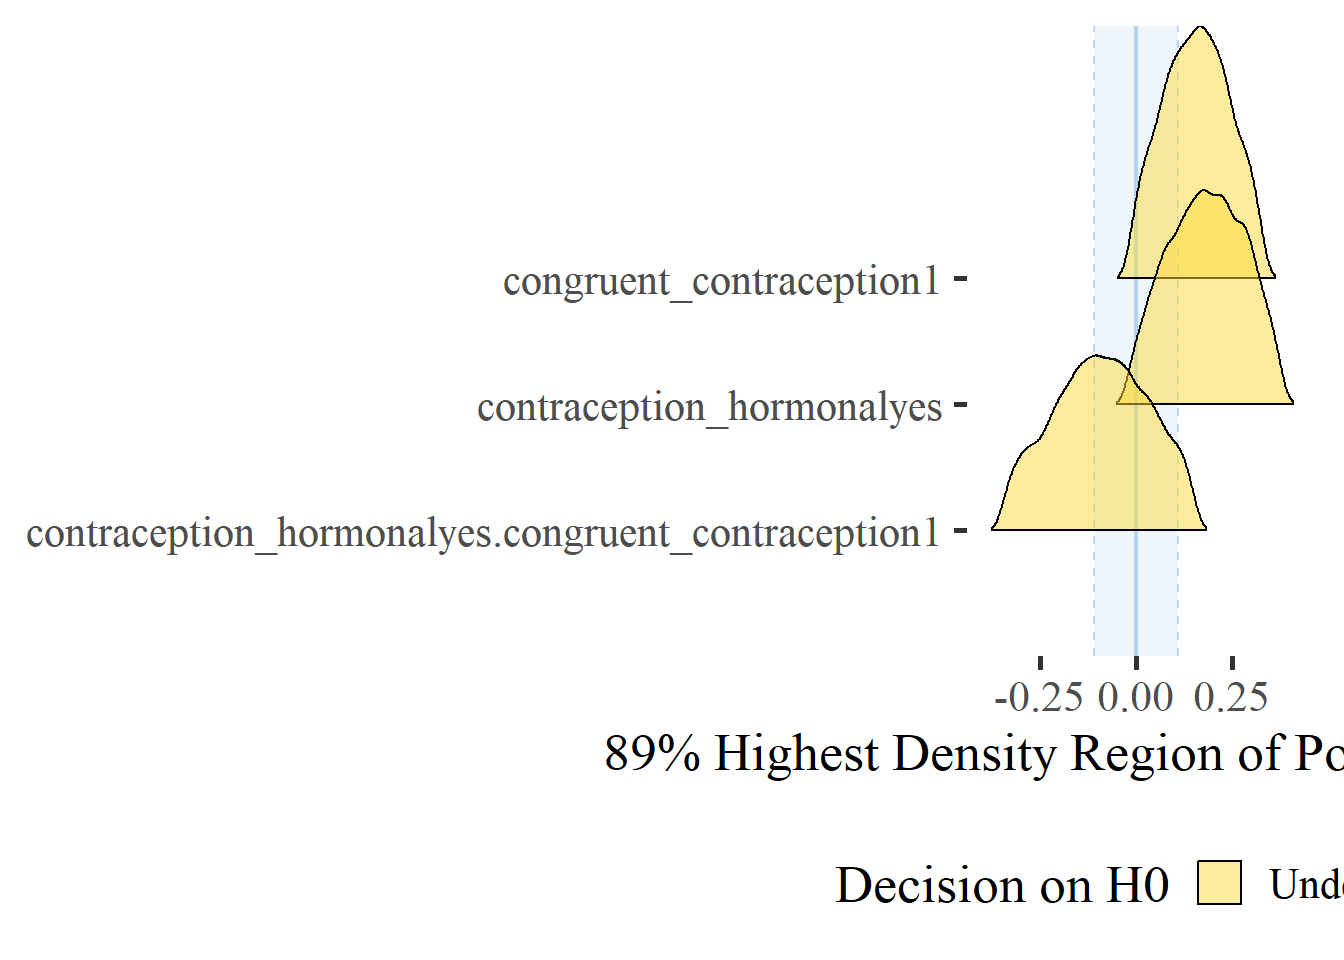 congruent_contraception1
contraception_hormonalyes
contraception_hormonalyes.congruent_contraception1
-0.25 0.00 0.25
89% Highest Density Region of Po
Decision on H0 Unde